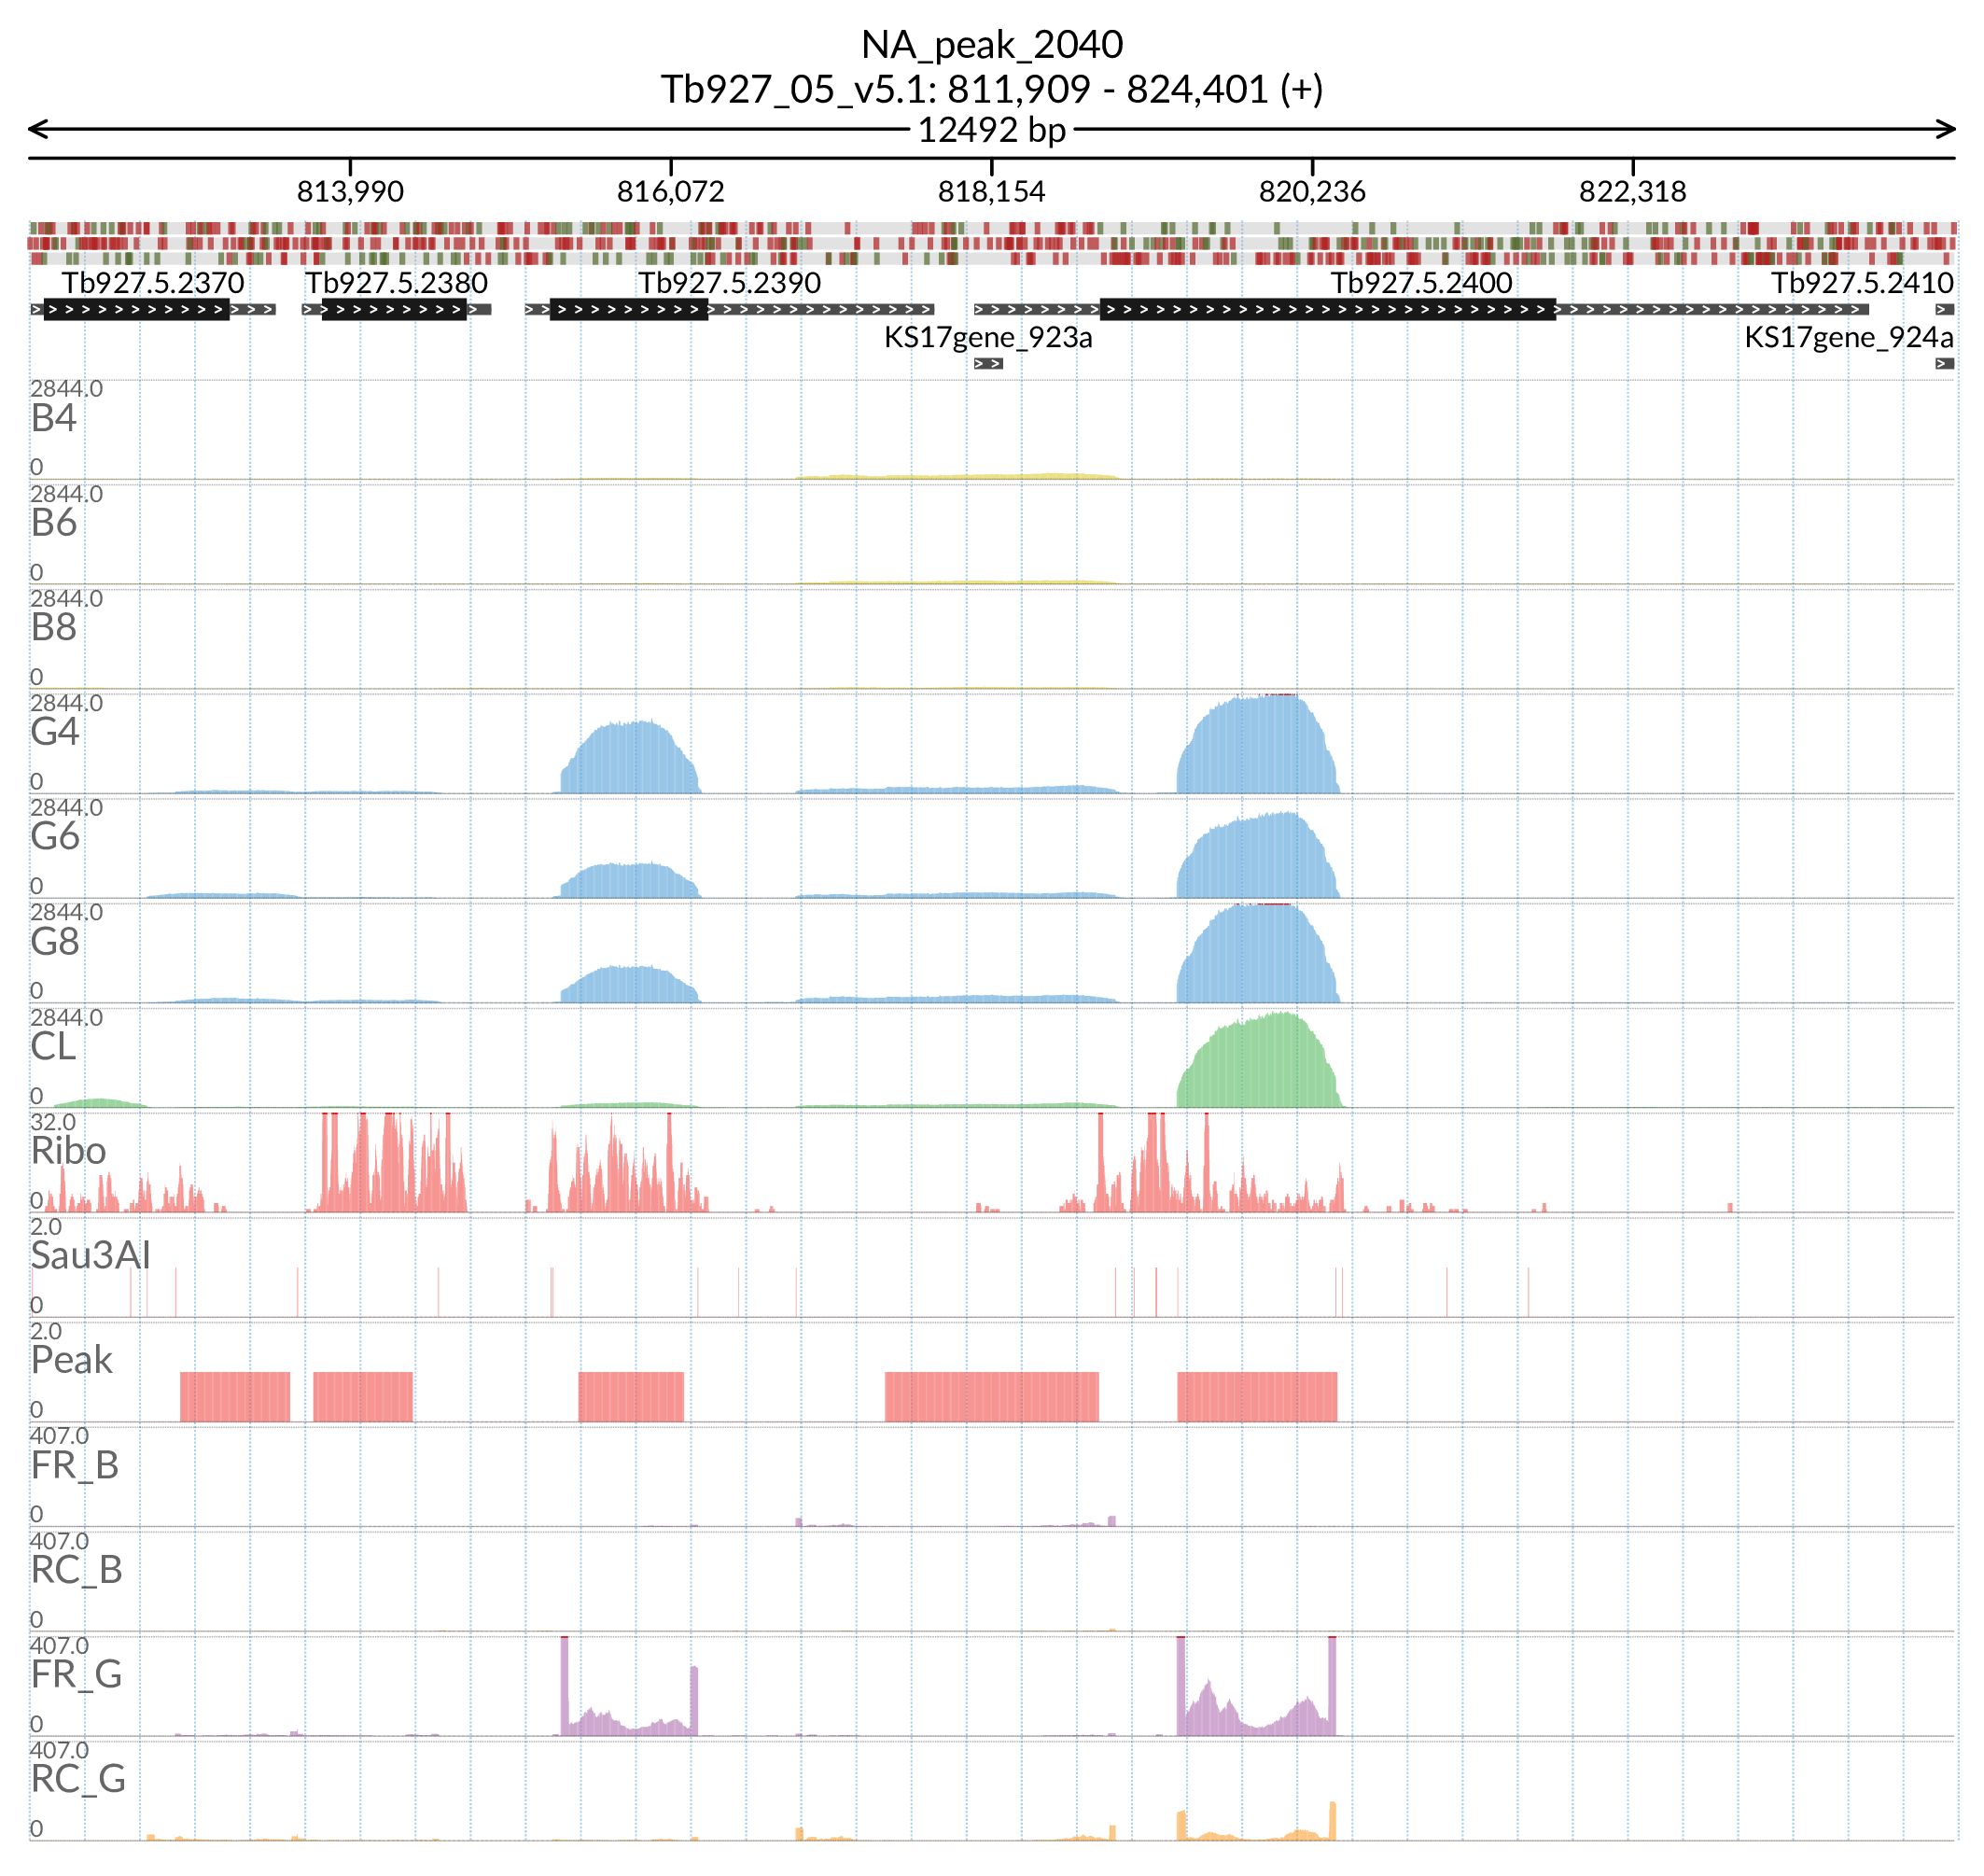 NA_peak_2040
Tb927_05_v5.1: 811,909 - 824,401 (+)
12492 bp
813,990 816,072 818,154 820,236 822,318
Tb927.5.2370 Tb927.5.2380 Tb927.5.2390 Tb927.5.2400 Tb927.5.2410
KS17gene_923a KS17gene_924a
2844.0
B4
0
2844.0
B6
0
2844.0
B8
0
2844.0
G4
0
2844.0
G6
0
2844.0
G8
0
2844.0
CL
0
32.0
Ribo
0
2.0
Sau3AI
0
2.0
Peak
0
407.0
FR_B
0
407.0
RC_B
0
407.0
FR_G
0
407.0
RC_G
0